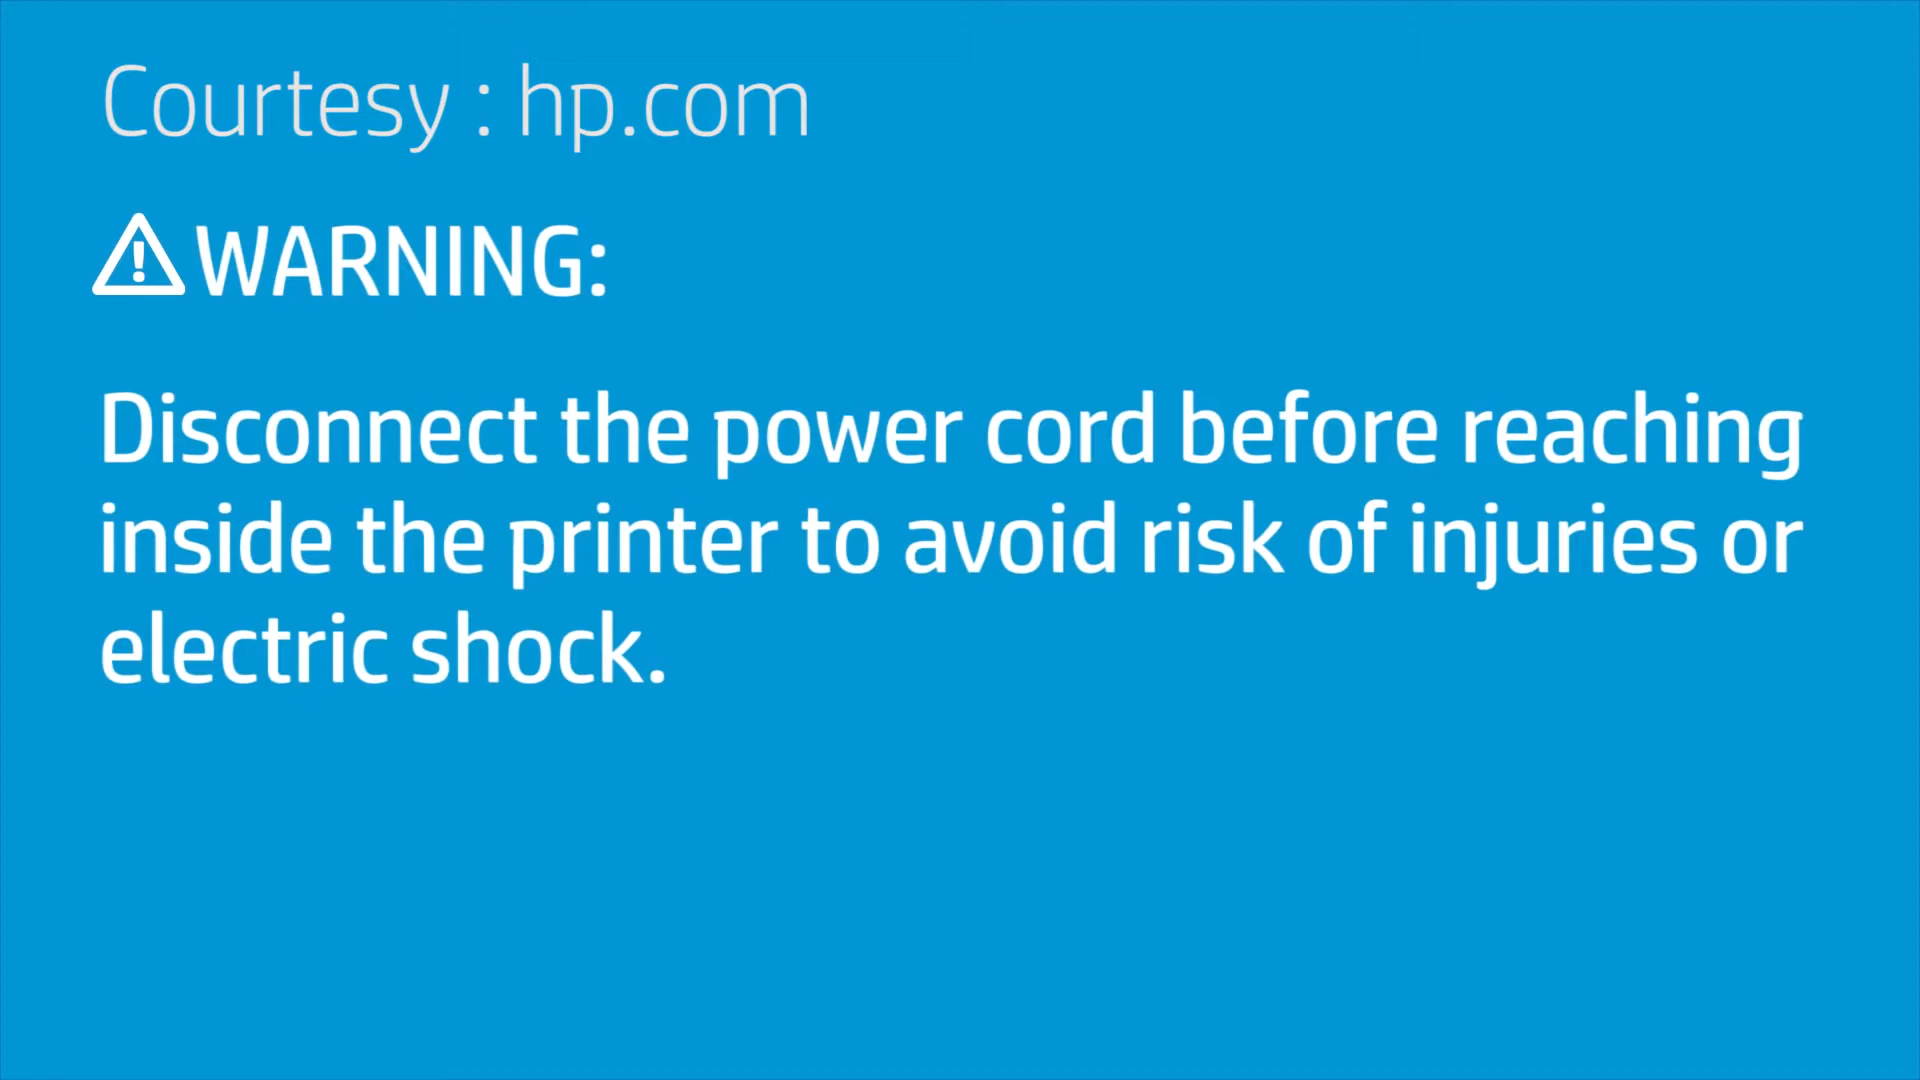 Courtesy : hp.com
WARNING:
Disconnect the power cord before reaching
inside the printer to avoid risk of injuries or
electric shock.